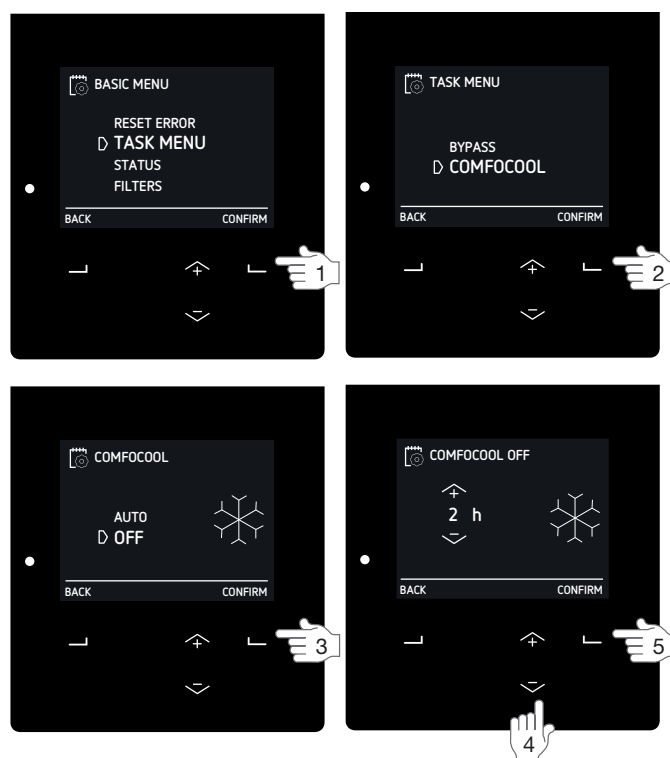 BASIC MENU
RESET ERROR
TASK MENU
STATUS
FILTERS
BACK CONFIRM
1
TASK MENU
BYPASS
COMFOCOOL
BACK CONFIRM
2
COMFOCOOL
AUTO
OFF
BACK CONFIRM
3
COMFOCOOL OFF
2 h
BACK CONFIRM
5
4